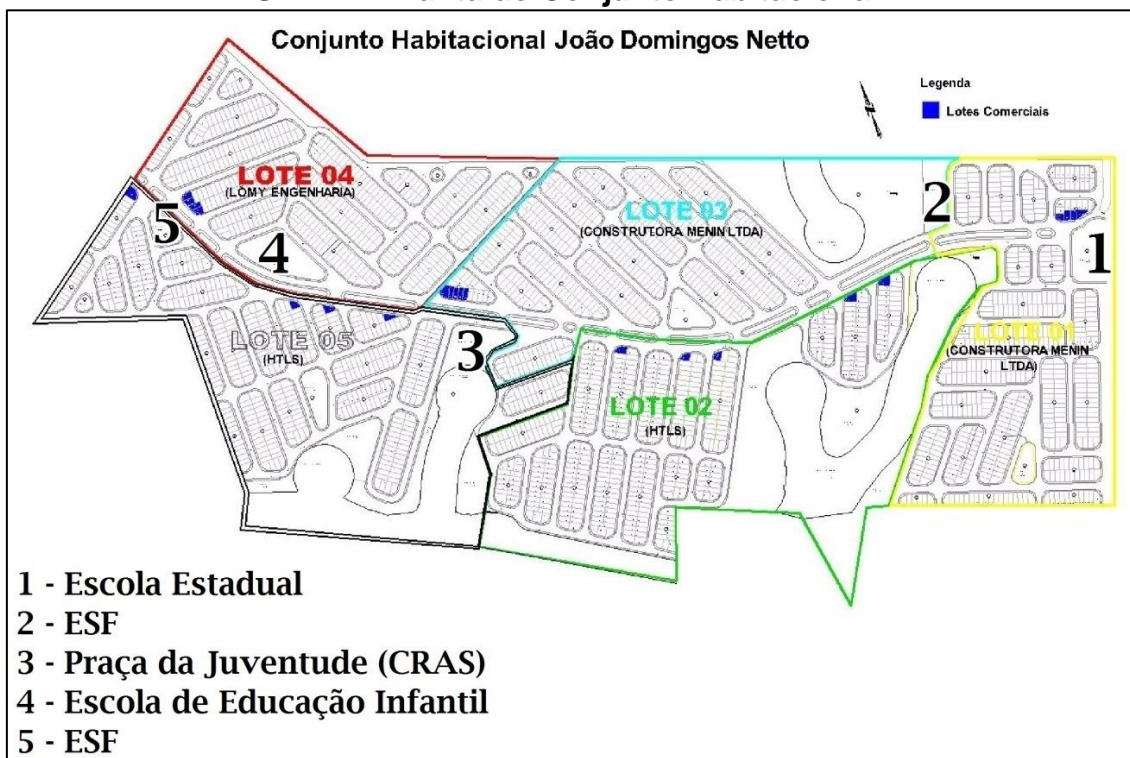 Conjunto Habitacional João Domingos Netto
Legenda
Lotes Comerciais
LOTE 04
(LOMY ENGENHARIA)
LOTE 03
(CONSTRUTORA MENIN LTDA)
2
1
5
4
LOTE 05
(HTLS)
3
LOTE 01
(CONSTRUTORA MENIN
LTDA)
LOTE 02
(HTLS)
1 - Escola Estadual
2 - ESF
3 - Praça da Juventude (CRAS)
4 - Escola de Educação Infantil
5 - ESF